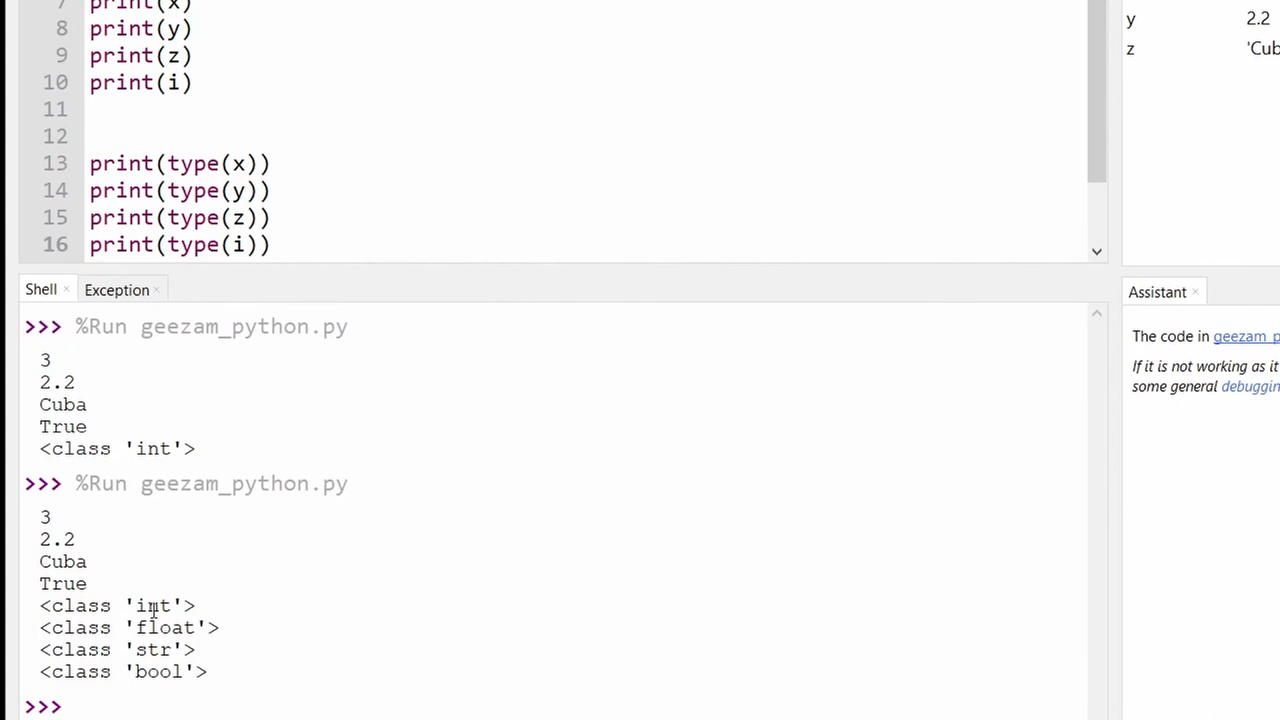 7 print(x)
8 print(y)
9 print(z)
10 print(i)
11
12
13 print(type(x))
14 print(type(y))
15 print(type(z))
16 print(type(i))
y 2.2
z 'Cub
Shell × Exception ×
>>> %Run geezam_python.py
3
2.2
Cuba
True
<class 'int'>
>>> %Run geezam_python.py
3
2.2
Cuba
True
<class 'int'>
<class 'float'>
<class 'str'>
<class 'bool'>
>>>
Assistant ×
The code in geezam_p
If it is not working as it
some general debuggin